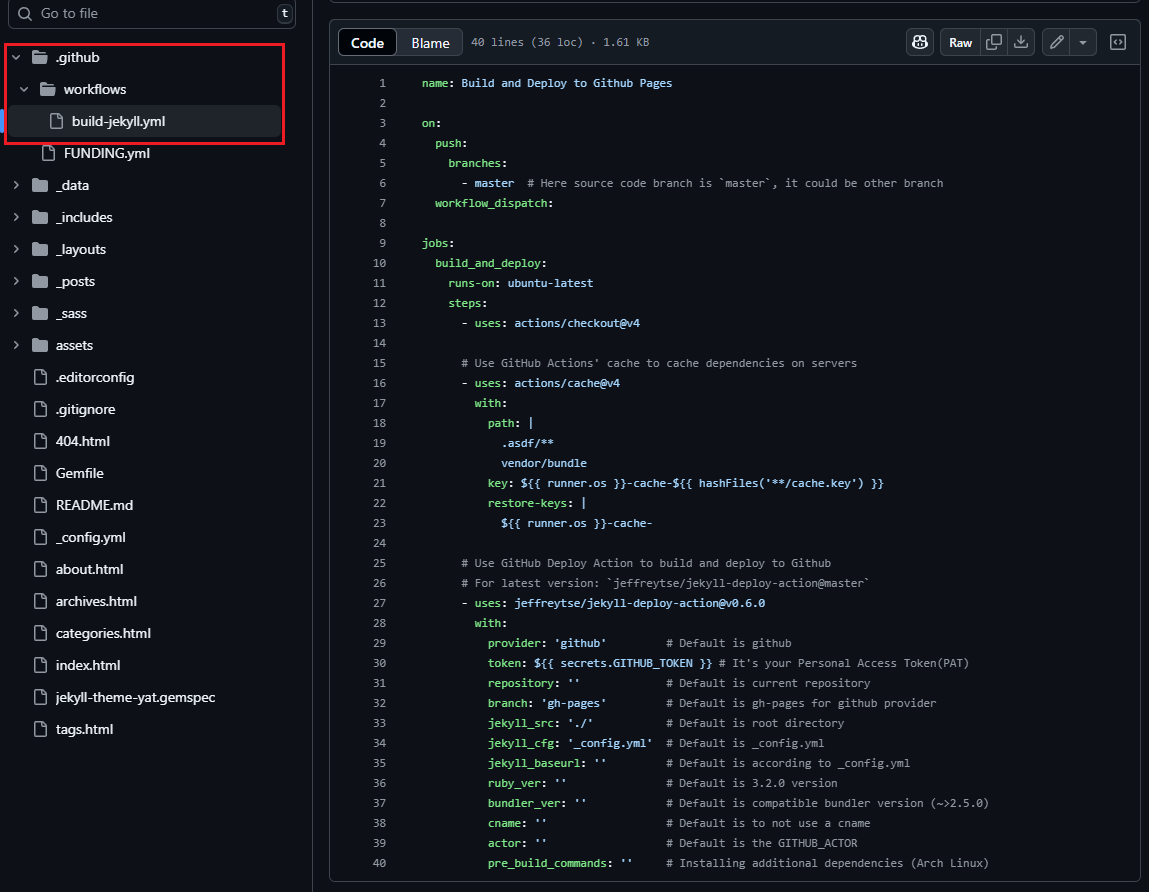 Go to file
t
.github
workflows
build-jekyll.yml
FUNDING.yml
_data
_includes
_layouts
_posts
_sass
assets
.editorconfig
.gitignore
404.html
Gemfile
README.md
_config.yml
about.html
archives.html
categories.html
index.html
jekyll-theme-yat.gemspec
tags.html
Code Blame 40 lines (36 loc) · 1.61 KB Raw
1 name: Build and Deploy to Github Pages
2
3 on:
4   push:
5     branches:
6       - master  # Here source code branch is `master`, it could be other branch
7   workflow_dispatch:
8
9 jobs:
10   build_and_deploy:
11     runs-on: ubuntu-latest
12     steps:
13       - uses: actions/checkout@v4
14
15       # Use GitHub Actions' cache to cache dependencies on servers
16       - uses: actions/cache@v4
17         with:
18           path: |
19             .asdf/**
20             vendor/bundle
21           key: ${{ runner.os }}-cache-${{ hashFiles('**/cache.key') }}
22           restore-keys: |
23             ${{ runner.os }}-cache-
24
25       # Use GitHub Deploy Action to build and deploy to Github
26       # For latest version: `jeffreytse/jekyll-deploy-action@master`
27       - uses: jeffreytse/jekyll-deploy-action@v0.6.0
28         with:
29           provider: 'github'         # Default is github
30           token: ${{ secrets.GITHUB_TOKEN }} # It's your Personal Access Token(PAT)
31           repository: ''             # Default is current repository
32           branch: 'gh-pages'         # Default is gh-pages for github provider
33           jekyll_src: './'           # Default is root directory
34           jekyll_cfg: '_config.yml'  # Default is _config.yml
35           jekyll_baseurl: ''         # Default is according to _config.yml
36           ruby_ver: ''               # Default is 3.2.0 version
37           bundler_ver: ''            # Default is compatible bundler version (~>2.5.0)
38           cname: ''                  # Default is to not use a cname
39           actor: ''                  # Default is the GITHUB_ACTOR
40           pre_build_commands: ''     # Installing additional dependencies (Arch Linux)